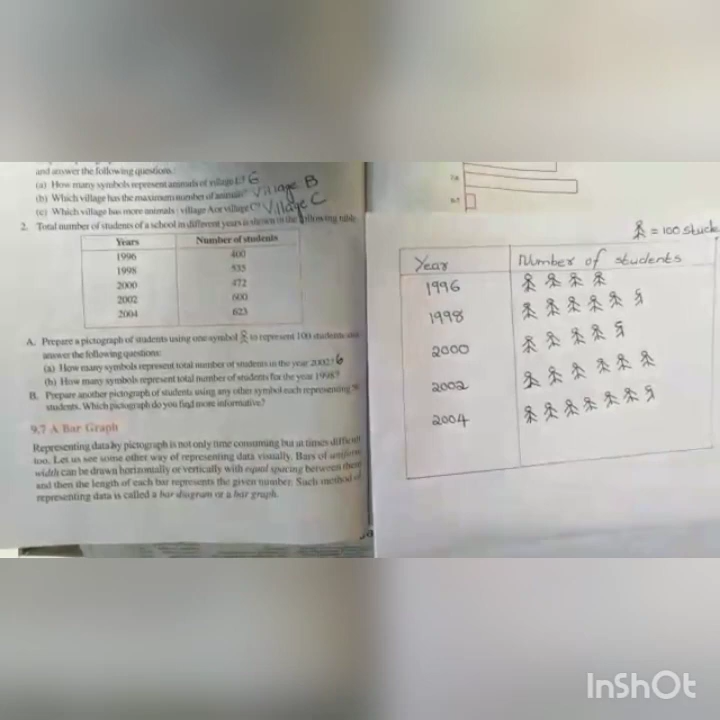 and answer the following questions:
(a) How many symbols represent animals of village E? 6
(b) Which village has the maximum number of animals? Village B
(c) Which village has more animals : village A or village C? Village C
2. Total number of students of a school in different years is shown in the following table
Years Number of students
1996 400
1998 535
2000 472
2002 600
2004 623
A. Prepare a pictograph of students using one symbol to represent 100 students and
answer the following questions:
(a) How many symbols represent total number of students in the year 2002? 6
(b) How many symbols represent total number of students for the year 1998?
B. Prepare another pictograph of students using any other symbol each representing 50
students. Which pictograph do you find more informative?
9.7 A Bar Graph
Representing data by pictograph is not only time consuming but at times difficult
too. Let us see some other way of representing data visually. Bars of uniform
width can be drawn horizontally or vertically with equal spacing between them
and then the length of each bar represents the given number. Such method of
representing data is called a bar diagram or a bar graph.
= 100 stude
Year Number of students
1996
1998
2000
2002
2004
InShOt